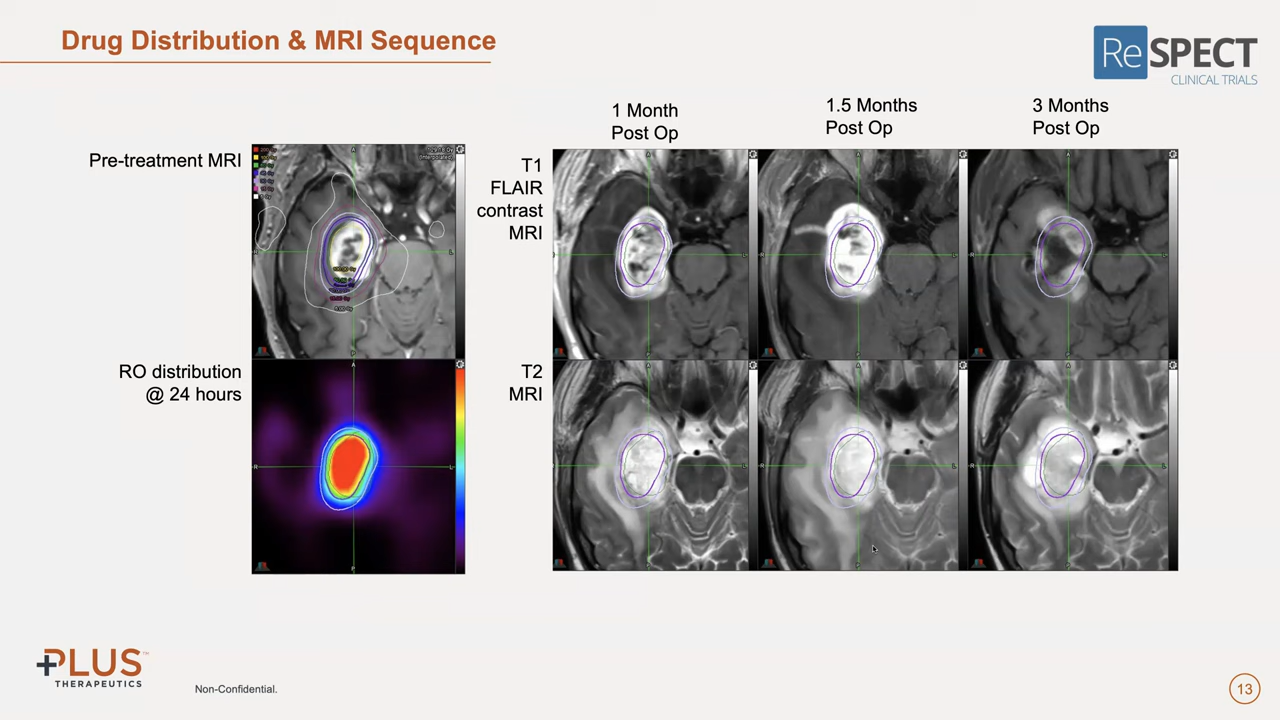 Drug Distribution & MRI Sequence
ReSPECT
CLINICAL TRIALS
1 Month
Post Op
1.5 Months
Post Op
3 Months
Post Op
Pre-treatment MRI
T1
FLAIR
contrast
MRI
RO distribution
@ 24 hours
T2
MRI
PLUS™
THERAPEUTICS
Non-Confidential.
13